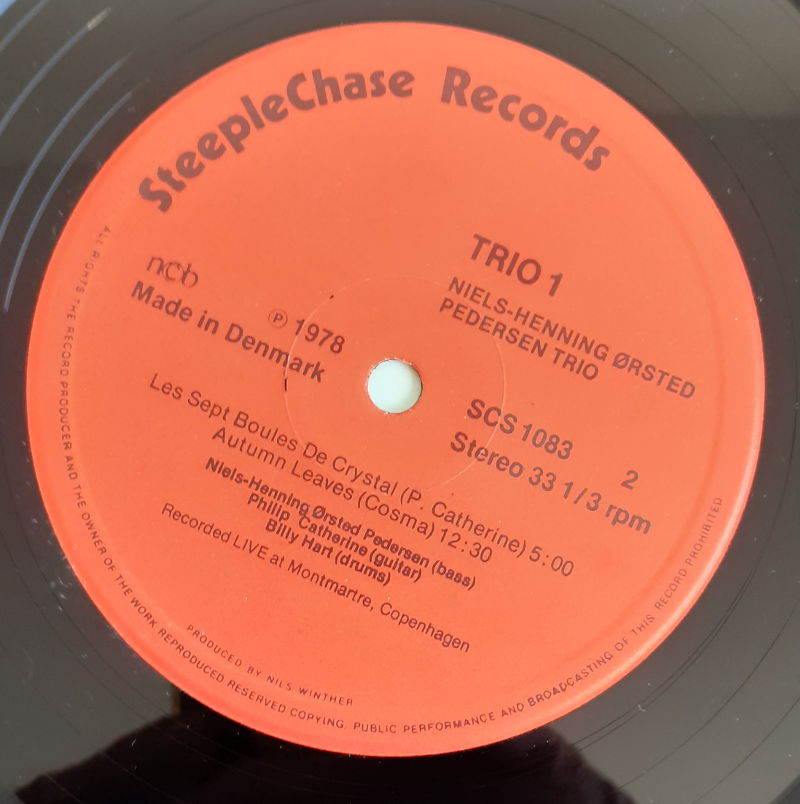 SteepleChase Records
TRIO 1
NIELS-HENNING ØRSTED
PEDERSEN TRIO
ncb
Ⓟ 1978
Made in Denmark
SCS 1083 2
Stereo 33 1/3 rpm
Les Sept Boules De Crystal (P. Catherine) 5:00
Autumn Leaves (Cosma) 12:30
Niels-Henning Ørsted Pedersen (bass)
Philip Catherine (guitar)
Billy Hart (drums)
Recorded LIVE at Montmartre, Copenhagen
PRODUCED BY NILS WINTHER
ALL RIGHTS THE RECORD PRODUCER AND THE OWNER OF THE WORK REPRODUCED RESERVED COPYING, PUBLIC PERFORMANCE AND BROADCASTING OF THIS RECORD PROHIBITED